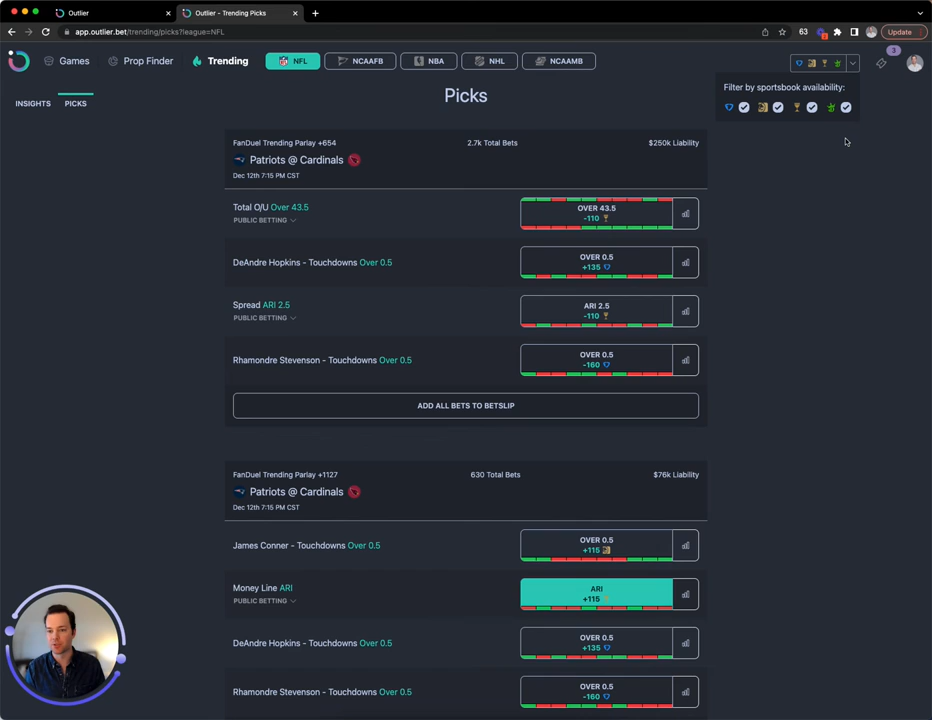 Outlier
Outlier - Trending Picks
app.outlier.bet/trending/picks?league=NFL
63
Update
Games
Prop Finder
Trending
NFL
NCAAFB
NBA
NHL
NCAAMB
3
INSIGHTS
PICKS
Picks
Filter by sportsbook availability:
FanDuel Trending Parlay +654
2.7k Total Bets
$250k Liability
Patriots @ Cardinals
Dec 12th 7:15 PM CST
Total O/U Over 43.5
PUBLIC BETTING
OVER 43.5
-110
DeAndre Hopkins - Touchdowns Over 0.5
OVER 0.5
+135
Spread ARI 2.5
PUBLIC BETTING
ARI 2.5
-110
Rhamondre Stevenson - Touchdowns Over 0.5
OVER 0.5
-160
ADD ALL BETS TO BETSLIP
FanDuel Trending Parlay +1127
630 Total Bets
$76k Liability
Patriots @ Cardinals
Dec 12th 7:15 PM CST
James Conner - Touchdowns Over 0.5
OVER 0.5
+115
Money Line ARI
PUBLIC BETTING
ARI
+115
DeAndre Hopkins - Touchdowns Over 0.5
OVER 0.5
+135
Rhamondre Stevenson - Touchdowns Over 0.5
OVER 0.5
-160